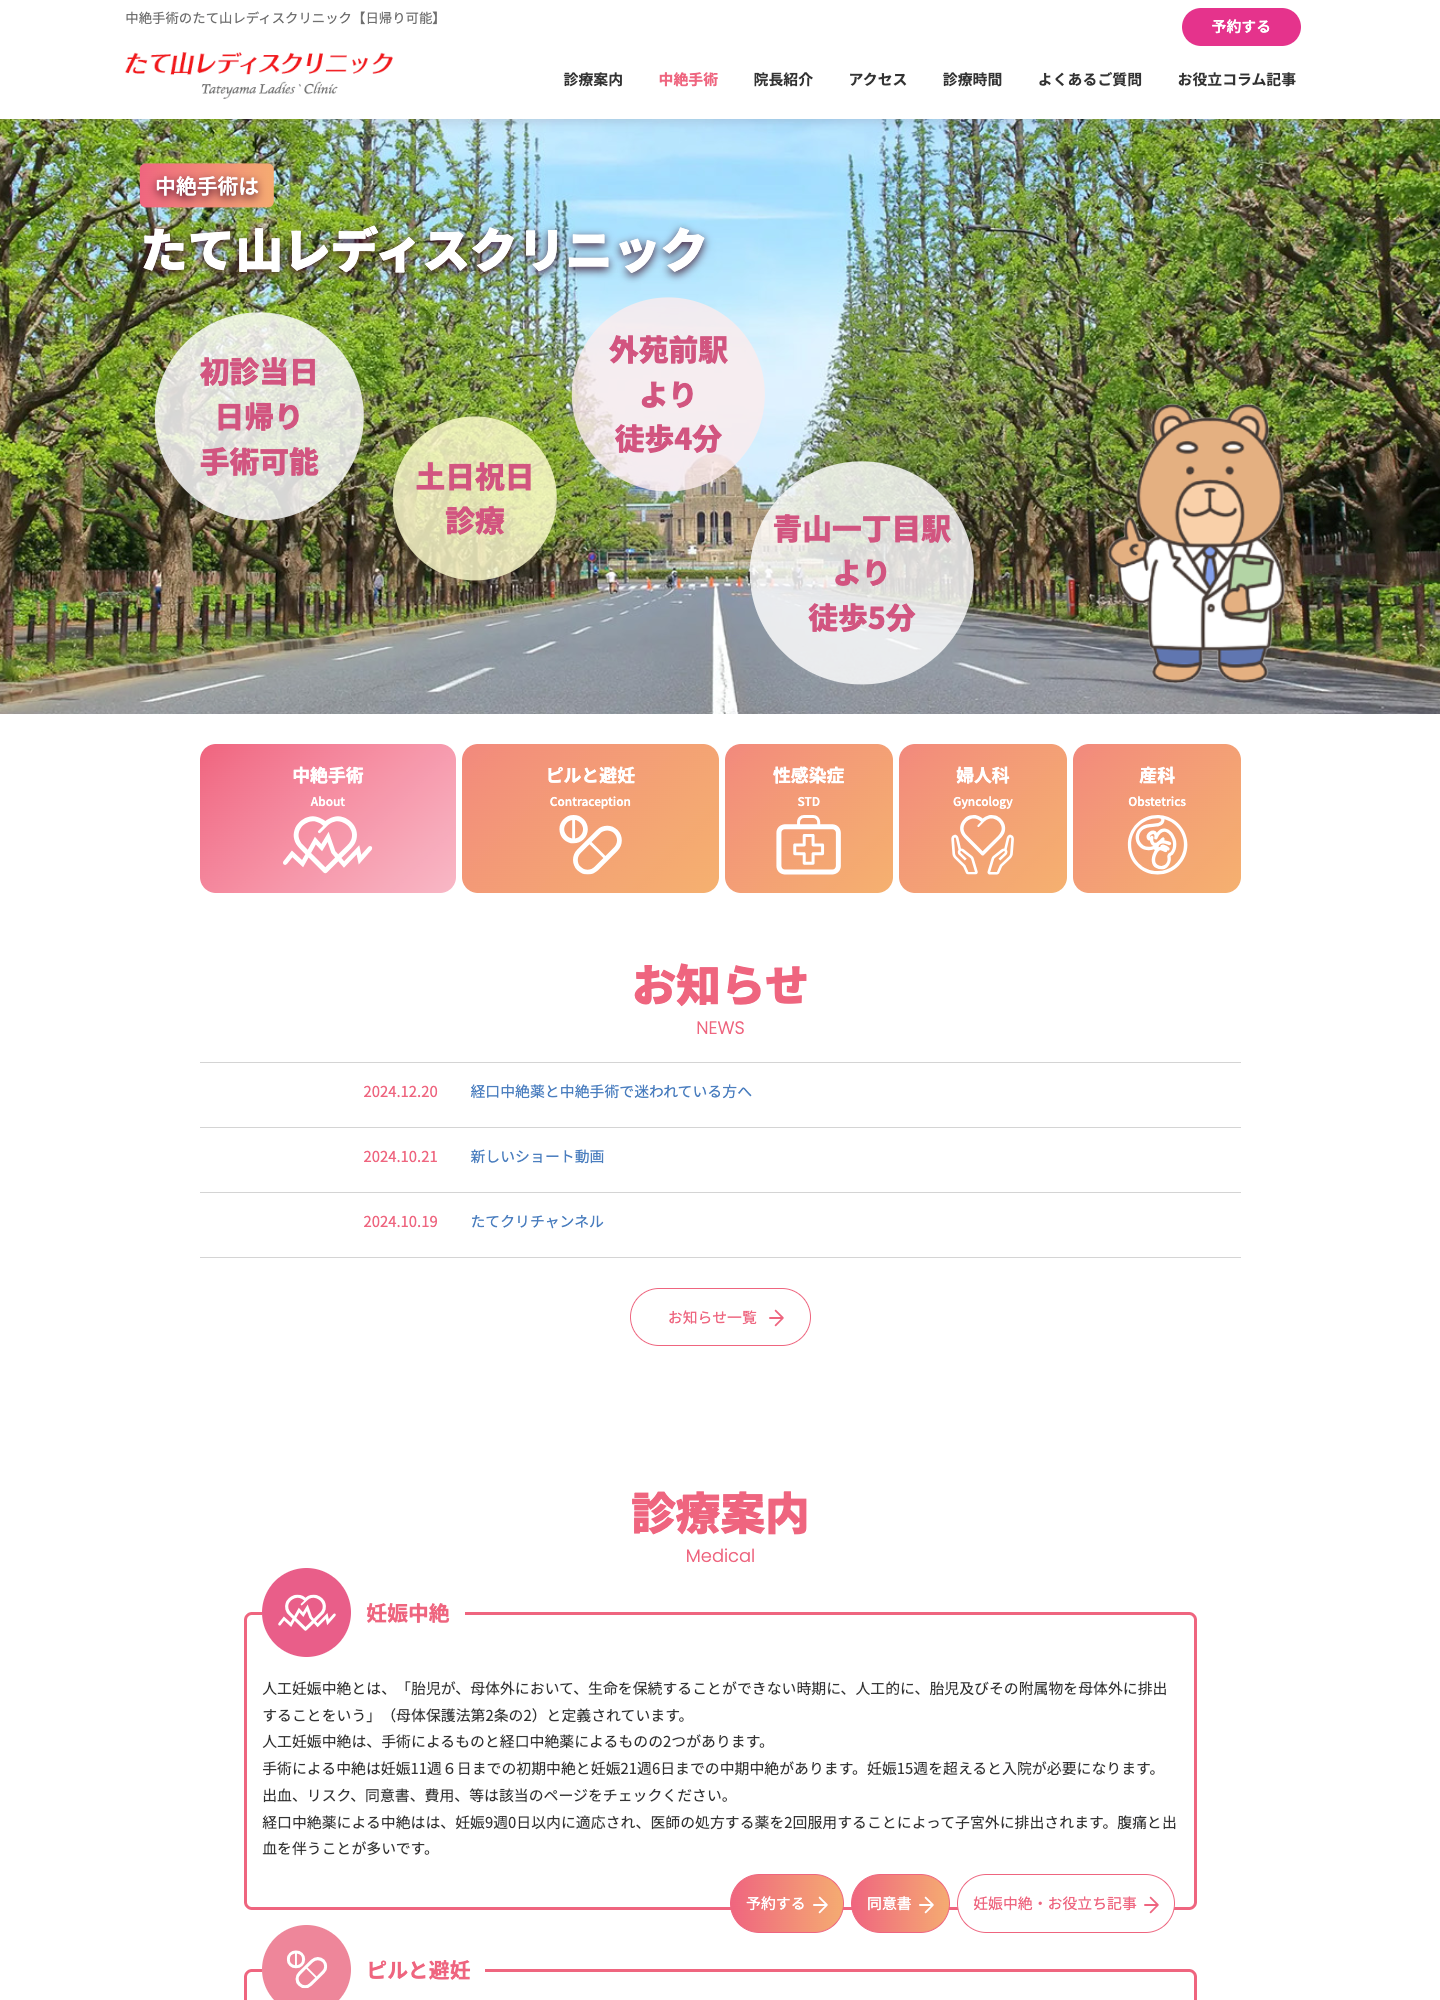 中絶手術のたて山レディスクリニック【日帰り可能】
予約する
たて山レディスクリニック
Tateyama Ladies' Clinic
診療案内 中絶手術 院長紹介 アクセス 診療時間 よくあるご質問 お役立コラム記事
中絶手術は
たて山レディスクリニック
初診当日
日帰り
手術可能
土日祝日
診療
外苑前駅
より
徒歩4分
青山一丁目駅
より
徒歩5分
中絶手術
About
ピルと避妊
Contraception
性感染症
STD
婦人科
Gyncology
産科
Obstetrics
お知らせ
NEWS
2024.12.20 経口中絶薬と中絶手術で迷われている方へ
2024.10.21 新しいショート動画
2024.10.19 たてクリチャンネル
お知らせ一覧
診療案内
Medical
妊娠中絶
人工妊娠中絶とは、「胎児が、母体外において、生命を保続することができない時期に、人工的に、胎児及びその附属物を母体外に排出
することをいう」（母体保護法第2条の2）と定義されています。
人工妊娠中絶は、手術によるものと経口中絶薬によるものの2つがあります。
手術による中絶は妊娠11週６日までの初期中絶と妊娠21週6日までの中期中絶があります。妊娠15週を超えると入院が必要になります。
出血、リスク、同意書、費用、等は該当のページをチェックください。
経口中絶薬による中絶はは、妊娠9週0日以内に適応され、医師の処方する薬を2回服用することによって子宮外に排出されます。腹痛と出
血を伴うことが多いです。
予約する 同意書 妊娠中絶・お役立ち記事
ピルと避妊